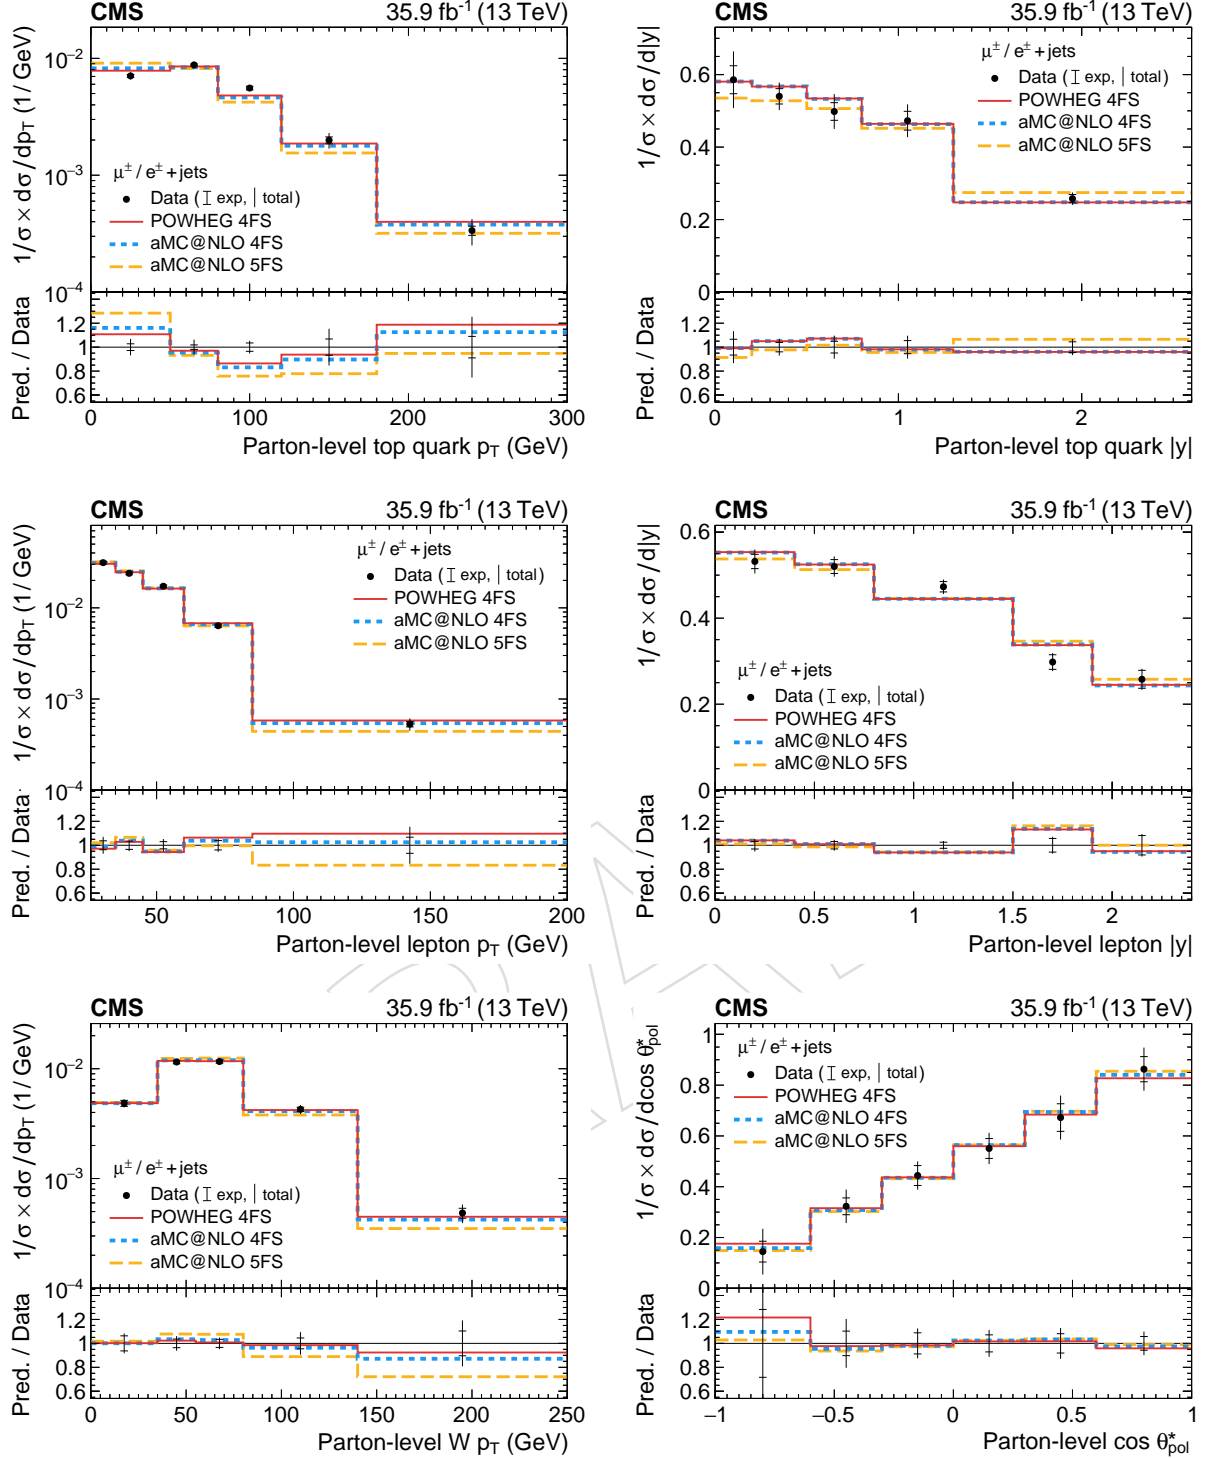 CMS 35.9 fb⁻¹ (13 TeV)
1/σ × dσ/dp_T (1/ GeV)
10⁻²
10⁻³
10⁻⁴
μ± / e± + jets
Data ( exp, | total)
POWHEG 4FS
aMC@NLO 4FS
aMC@NLO 5FS
Pred. / Data
1.2
1
0.8
0.6
0 100 200 300
Parton-level top quark p_T (GeV)
CMS 35.9 fb⁻¹ (13 TeV)
1/σ × dσ/d|y|
0.6
0.4
0.2
0
μ± / e± + jets
Data ( exp, | total)
POWHEG 4FS
aMC@NLO 4FS
aMC@NLO 5FS
Pred. / Data
1.2
1
0.8
0.6
0 1 2
Parton-level top quark |y|
CMS 35.9 fb⁻¹ (13 TeV)
1/σ × dσ/dp_T (1/ GeV)
10⁻²
10⁻³
10⁻⁴
μ± / e± + jets
Data ( exp, | total)
POWHEG 4FS
aMC@NLO 4FS
aMC@NLO 5FS
Pred. / Data
1.2
1
0.8
0.6
50 100 150 200
Parton-level lepton p_T (GeV)
CMS 35.9 fb⁻¹ (13 TeV)
1/σ × dσ/d|y|
0.6
0.4
0.2
0
μ± / e± + jets
Data ( exp, | total)
POWHEG 4FS
aMC@NLO 4FS
aMC@NLO 5FS
Pred. / Data
1.2
1
0.8
0.6
0 0.5 1 1.5 2
Parton-level lepton |y|
CMS 35.9 fb⁻¹ (13 TeV)
1/σ × dσ/dp_T (1/ GeV)
10⁻²
10⁻³
10⁻⁴
μ± / e± + jets
Data ( exp, | total)
POWHEG 4FS
aMC@NLO 4FS
aMC@NLO 5FS
Pred. / Data
1.2
1
0.8
0.6
0 50 100 150 200 250
Parton-level W p_T (GeV)
CMS 35.9 fb⁻¹ (13 TeV)
1/σ × dσ/dcos θ*_pol
1
0.8
0.6
0.4
0.2
0
μ± / e± + jets
Data ( exp, | total)
POWHEG 4FS
aMC@NLO 4FS
aMC@NLO 5FS
Pred. / Data
1.2
1
0.8
0.6
−1 −0.5 0 0.5 1
Parton-level cos θ*_pol